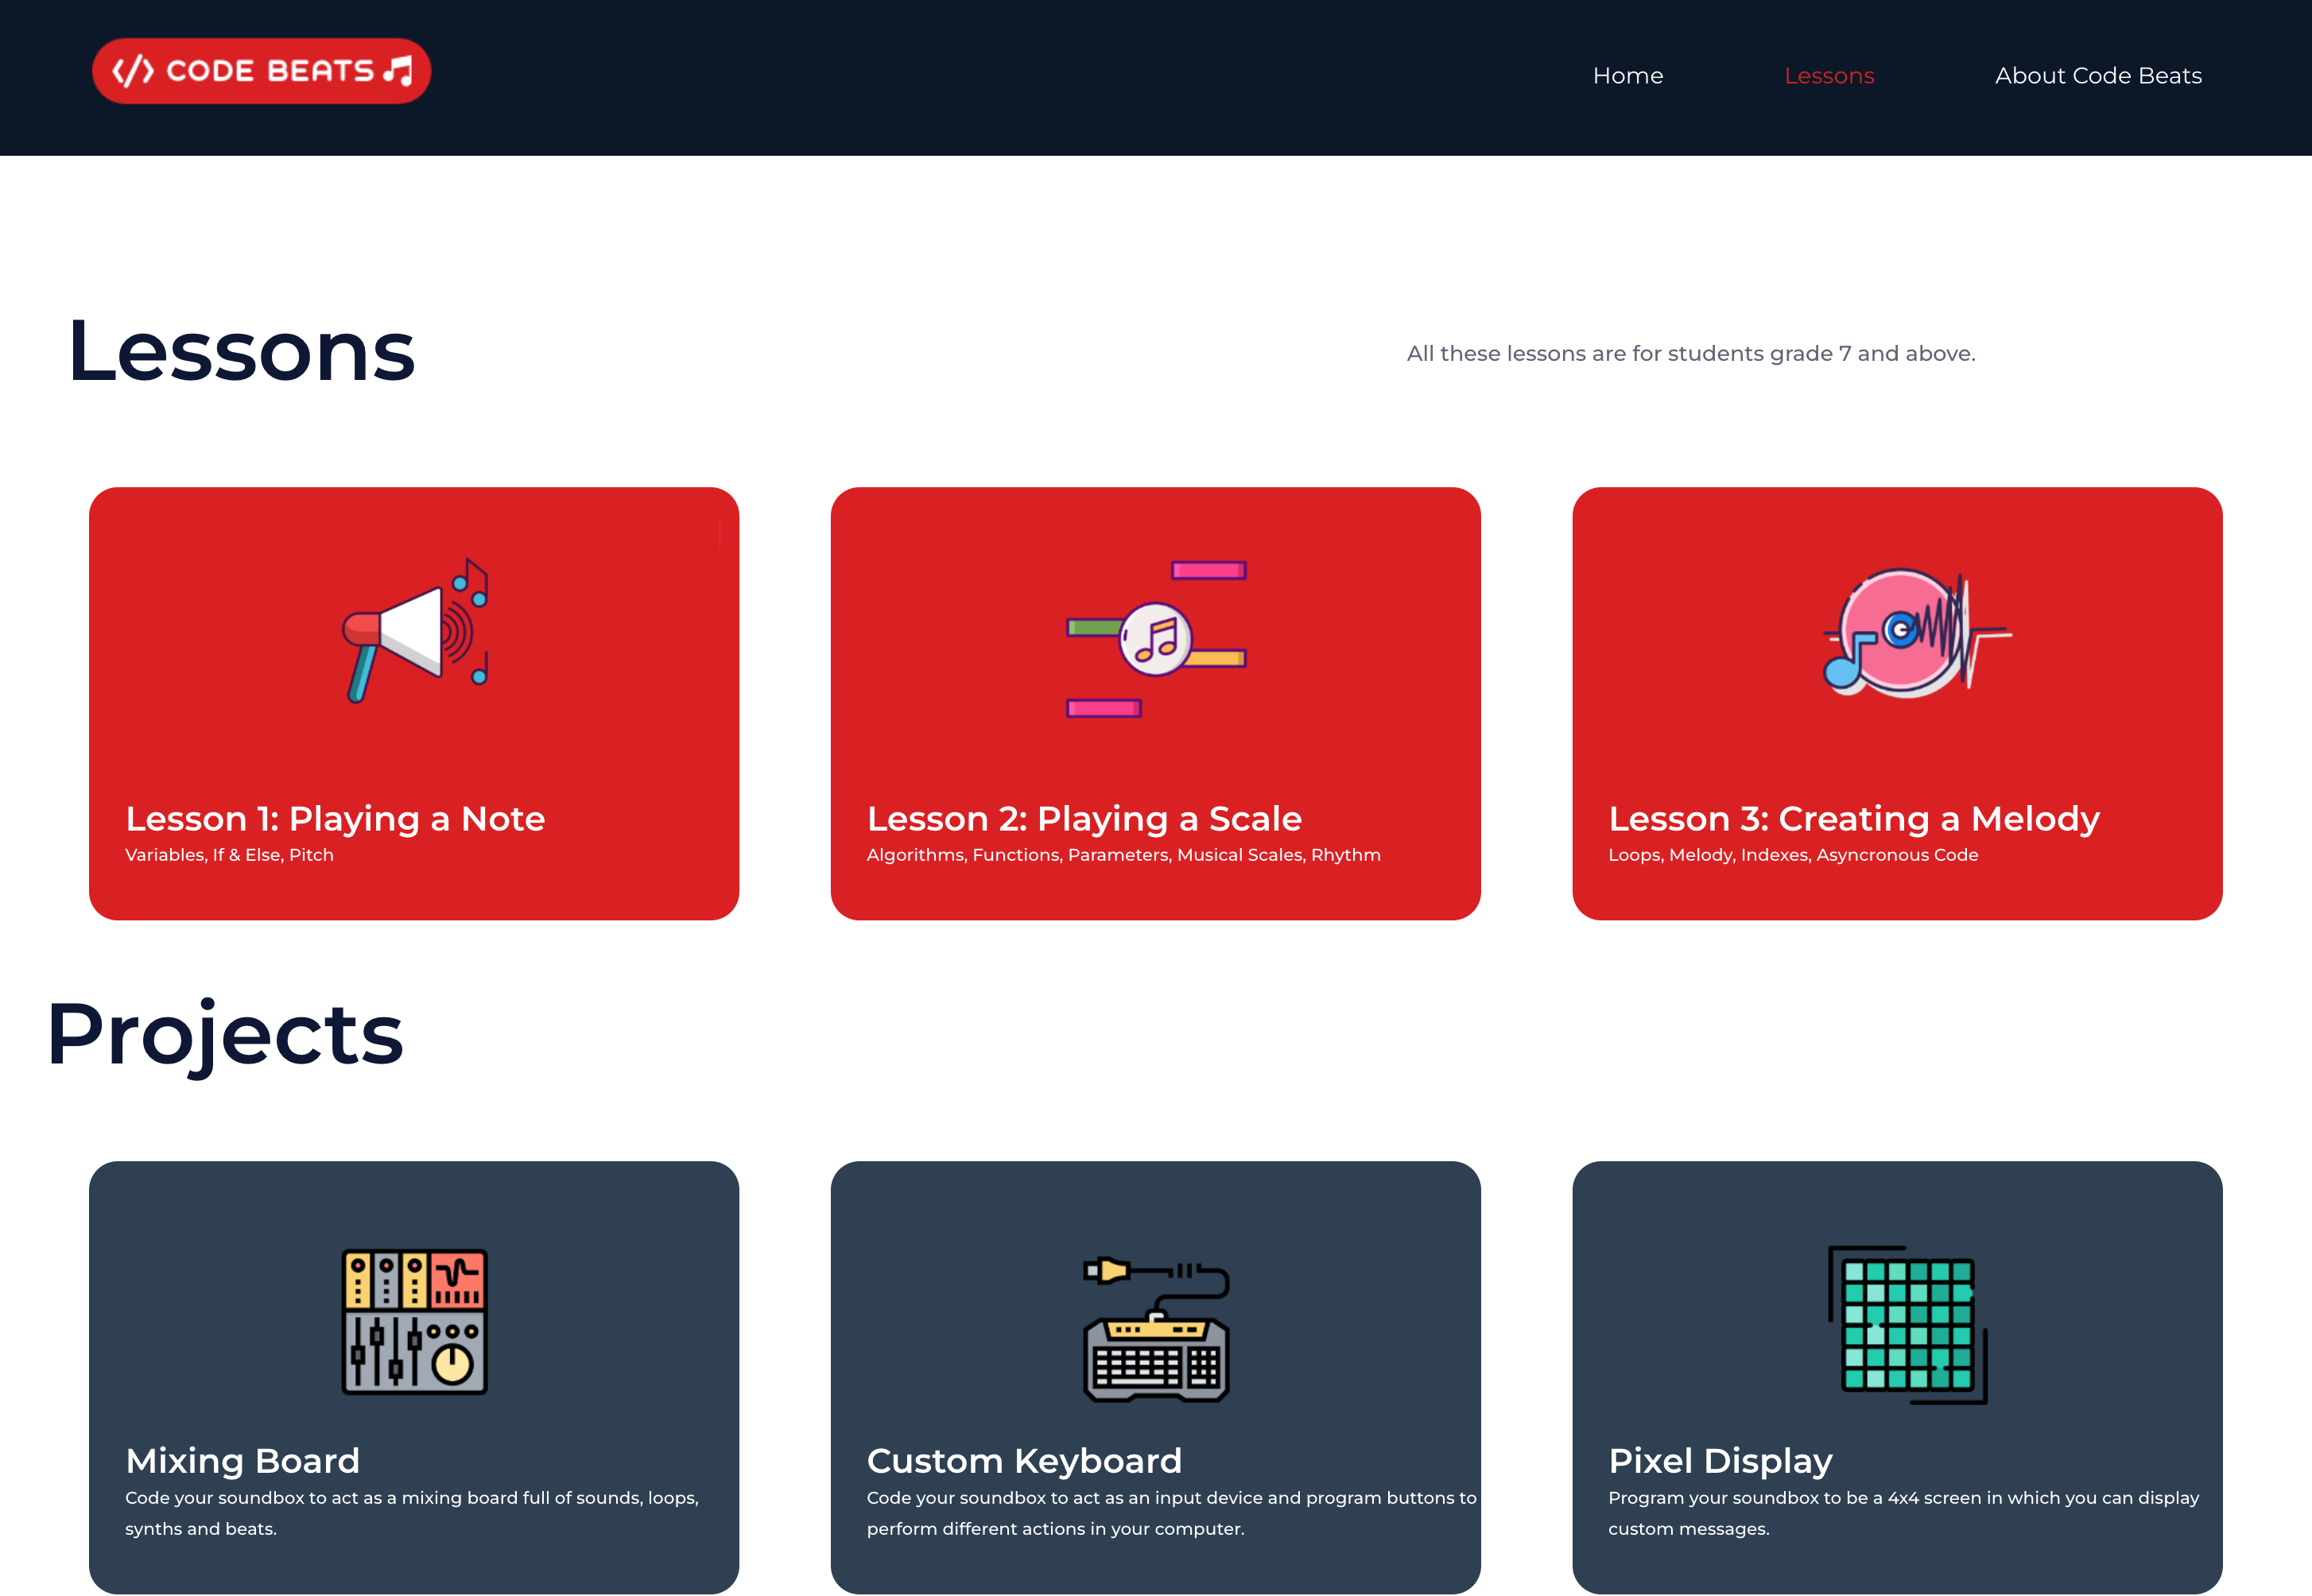 </> CODE BEATS
Home
Lessons
About Code Beats
Lessons
All these lessons are for students grade 7 and above.
Lesson 1: Playing a Note
Variables, If & Else, Pitch
Lesson 2: Playing a Scale
Algorithms, Functions, Parameters, Musical Scales, Rhythm
Lesson 3: Creating a Melody
Loops, Melody, Indexes, Asyncronous Code
Projects
Mixing Board
Code your soundbox to act as a mixing board full of sounds, loops,
synths and beats.
Custom Keyboard
Code your soundbox to act as an input device and program buttons to
perform different actions in your computer.
Pixel Display
Program your soundbox to be a 4x4 screen in which you can display
custom messages.